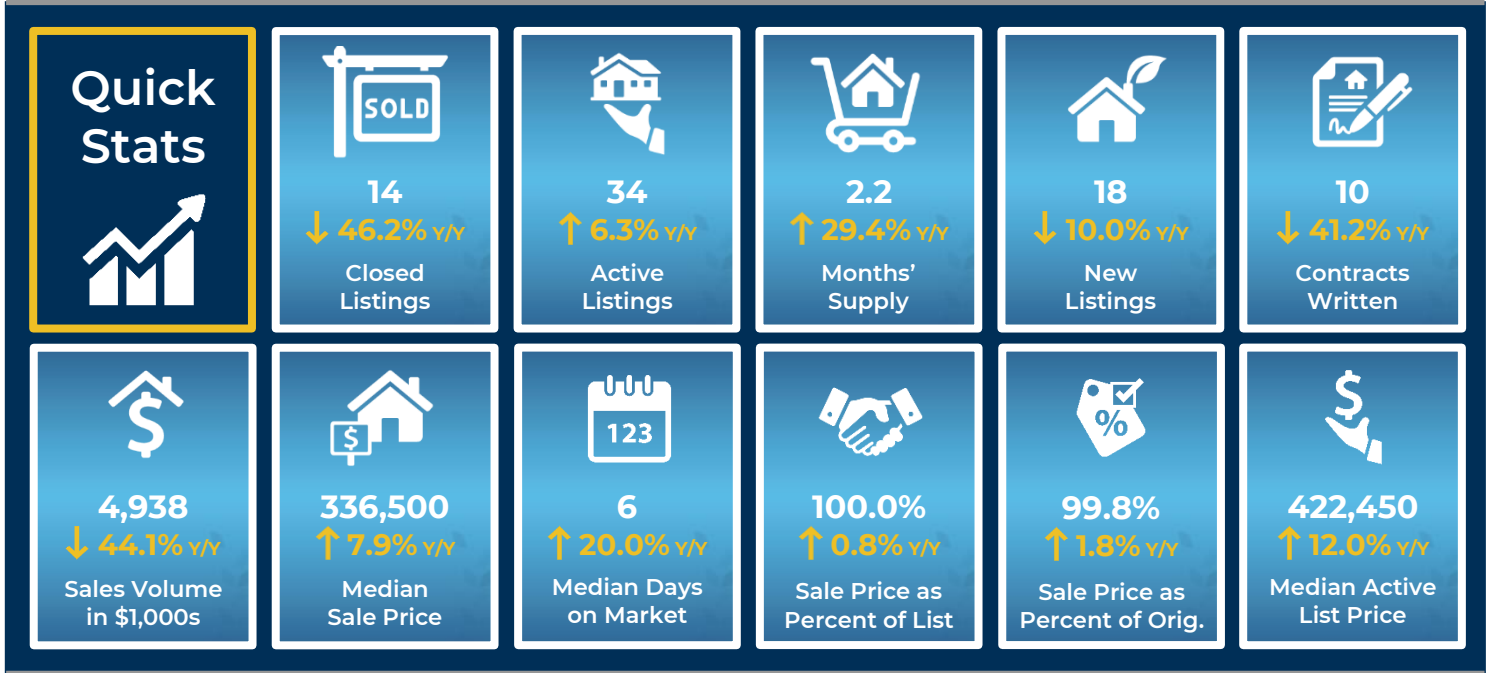 Quick
Stats
SOLD
14
↓ 46.2% Y/Y
Closed
Listings
34
↑ 6.3% Y/Y
Active
Listings
2.2
↑ 29.4% Y/Y
Months’
Supply
18
↓ 10.0% Y/Y
New
Listings
10
↓ 41.2% Y/Y
Contracts
Written
$
4,938
↓ 44.1% Y/Y
Sales Volume
in $1,000s
$
336,500
↑ 7.9% Y/Y
Median
Sale Price
123
6
↑ 20.0% Y/Y
Median Days
on Market
100.0%
↑ 0.8% Y/Y
Sale Price as
Percent of List
%
99.8%
↑ 1.8% Y/Y
Sale Price as
Percent of Orig.
$
422,450
↑ 12.0% Y/Y
Median Active
List Price